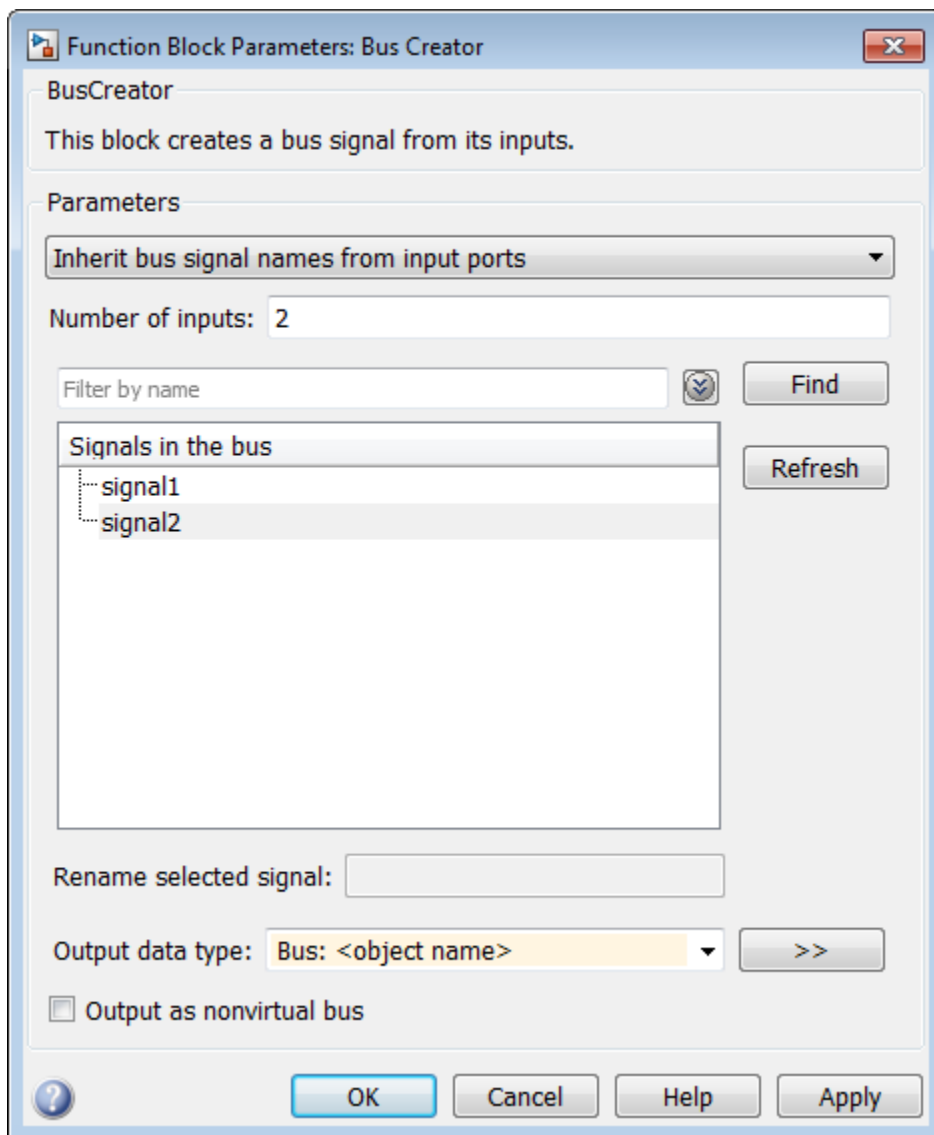 Function Block Parameters: Bus Creator
BusCreator
This block creates a bus signal from its inputs.
Parameters
Inherit bus signal names from input ports
Number of inputs: 2
Filter by name
Find
Signals in the bus
Refresh
signal1
signal2
Rename selected signal:
Output data type: Bus: <object name> >>
Output as nonvirtual bus
? OK Cancel Help Apply